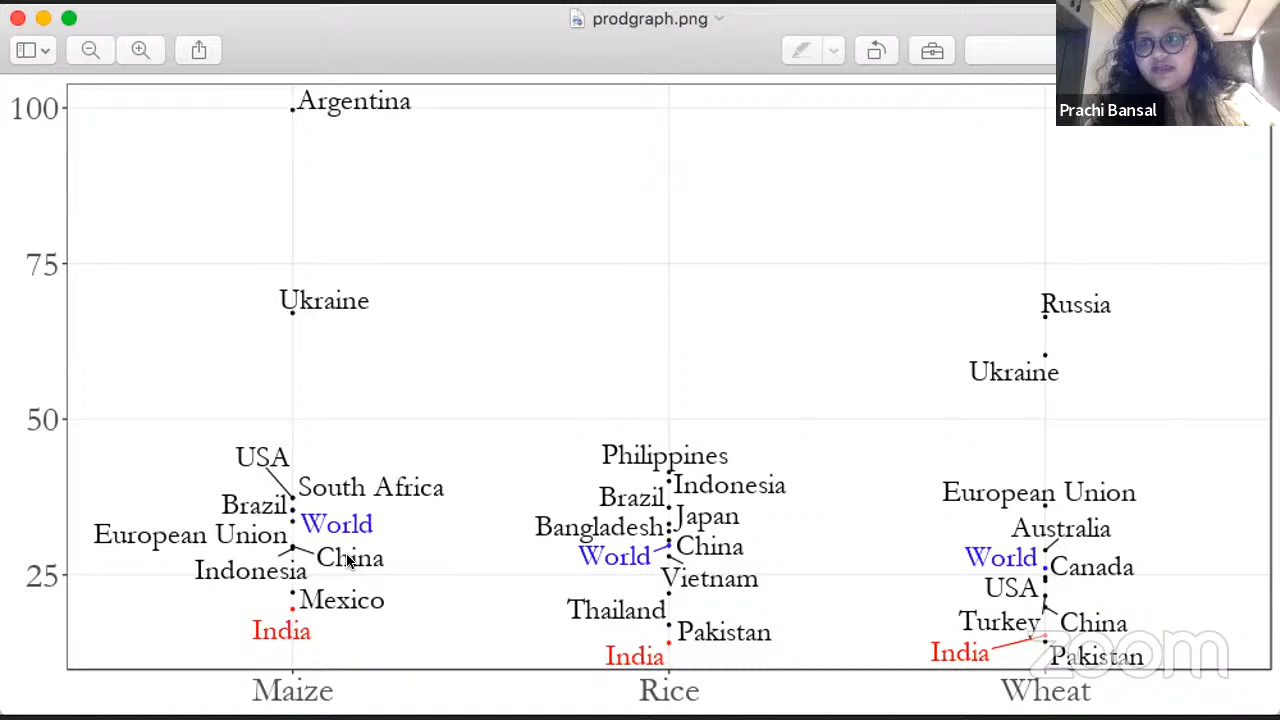 prodgraph.png
Prachi Bansal
100
75
50
25
Argentina
Ukraine
USA
South Africa
Brazil
World
European Union
China
Indonesia
Mexico
India
Maize
Philippines
Indonesia
Brazil
Japan
Bangladesh
China
World
Vietnam
Thailand
Pakistan
India
Rice
Russia
Ukraine
European Union
Australia
World
Canada
USA
Turkey
China
India
Pakistan
Wheat
zoom